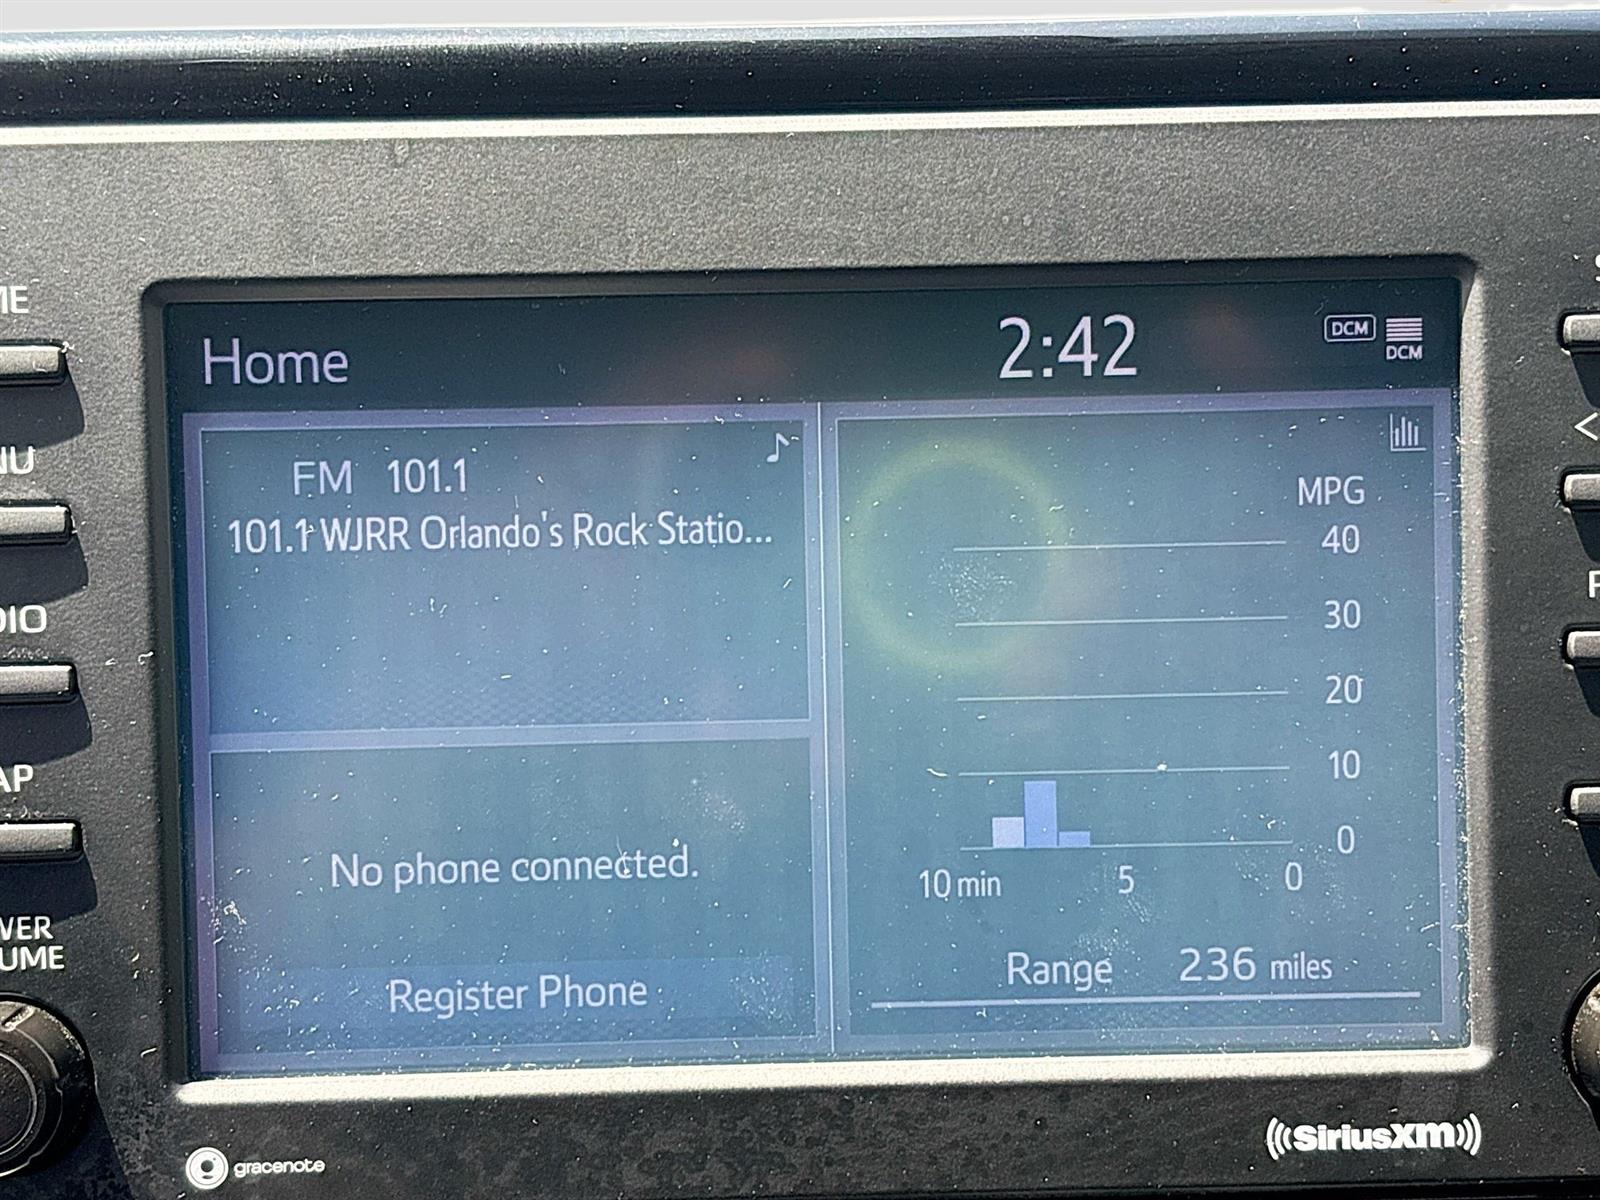 Home
2:42
DCM
DCM
FM 101.1
101.1 WJRR Orlando's Rock Statio...
No phone connected.
Register Phone
MPG
40
30
20
10
0
10 min 5 0
Range 236 miles
NU
DIO
AP
WER
UME
gracenote
SiriusXM